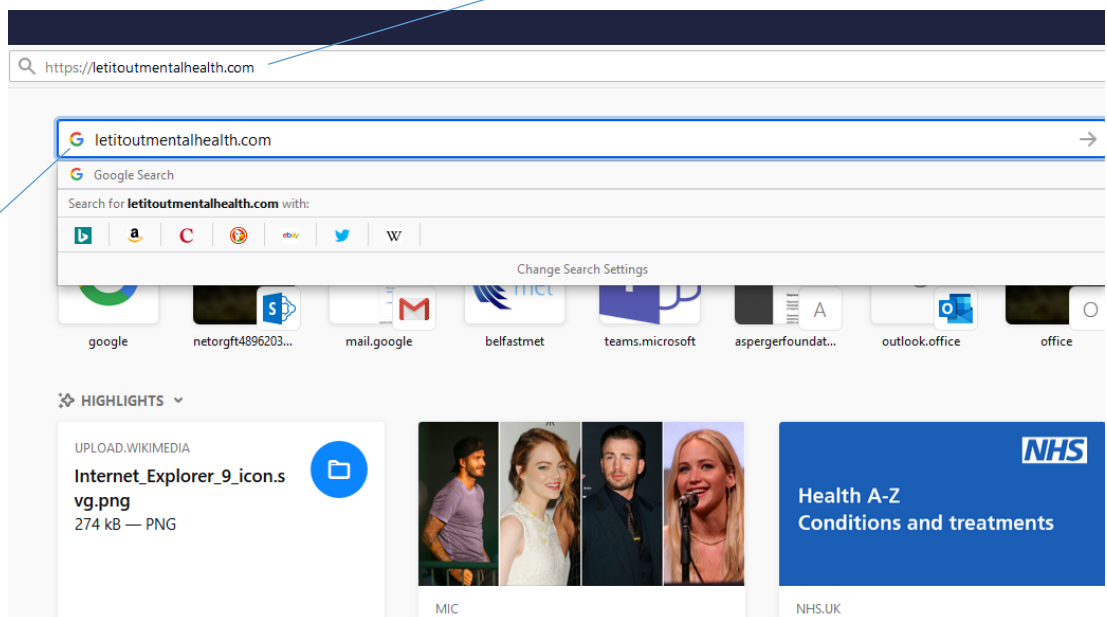 https://letitoutmentalhealth.com
letitoutmentalhealth.com
Google Search
Search for letitoutmentalhealth.com with:
a C ebay W
Change Search Settings
S A O
google netorgft4896203... mail.google belfastmet teams.microsoft aspergerfoundat... outlook.office office
HIGHLIGHTS
UPLOAD.WIKIMEDIA
Internet_Explorer_9_icon.s
vg.png
274 kB — PNG
MIC
NHS
Health A-Z
Conditions and treatments
NHS.UK